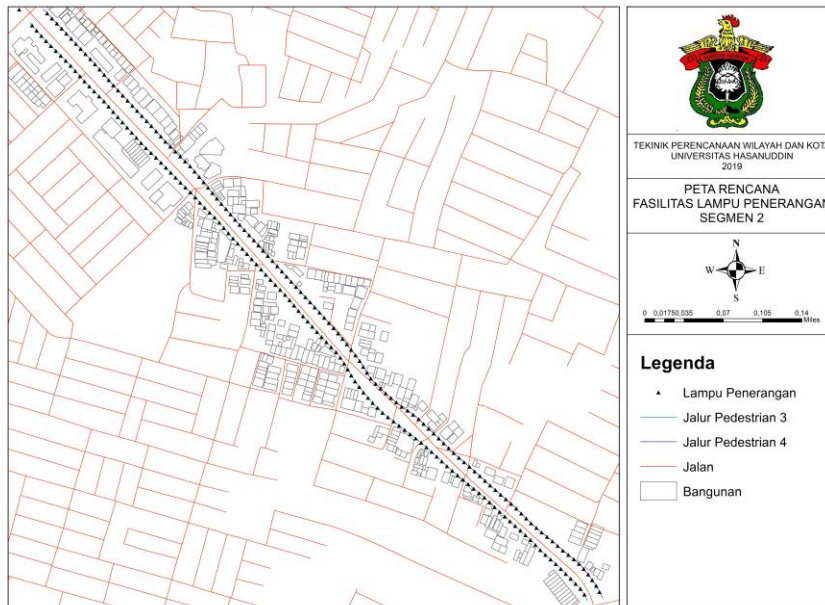 TEKINIK PERENCANAAN WILAYAH DAN KOTA
UNIVERSITAS HASANUDDIN
2019
PETA RENCANA
FASILITAS LAMPU PENERANGAN
SEGMEN 2
N
W E
S
0 0,01750,035 0,07 0,105 0,14
Miles
Legenda
Lampu Penerangan
Jalur Pedestrian 3
Jalur Pedestrian 4
Jalan
Bangunan